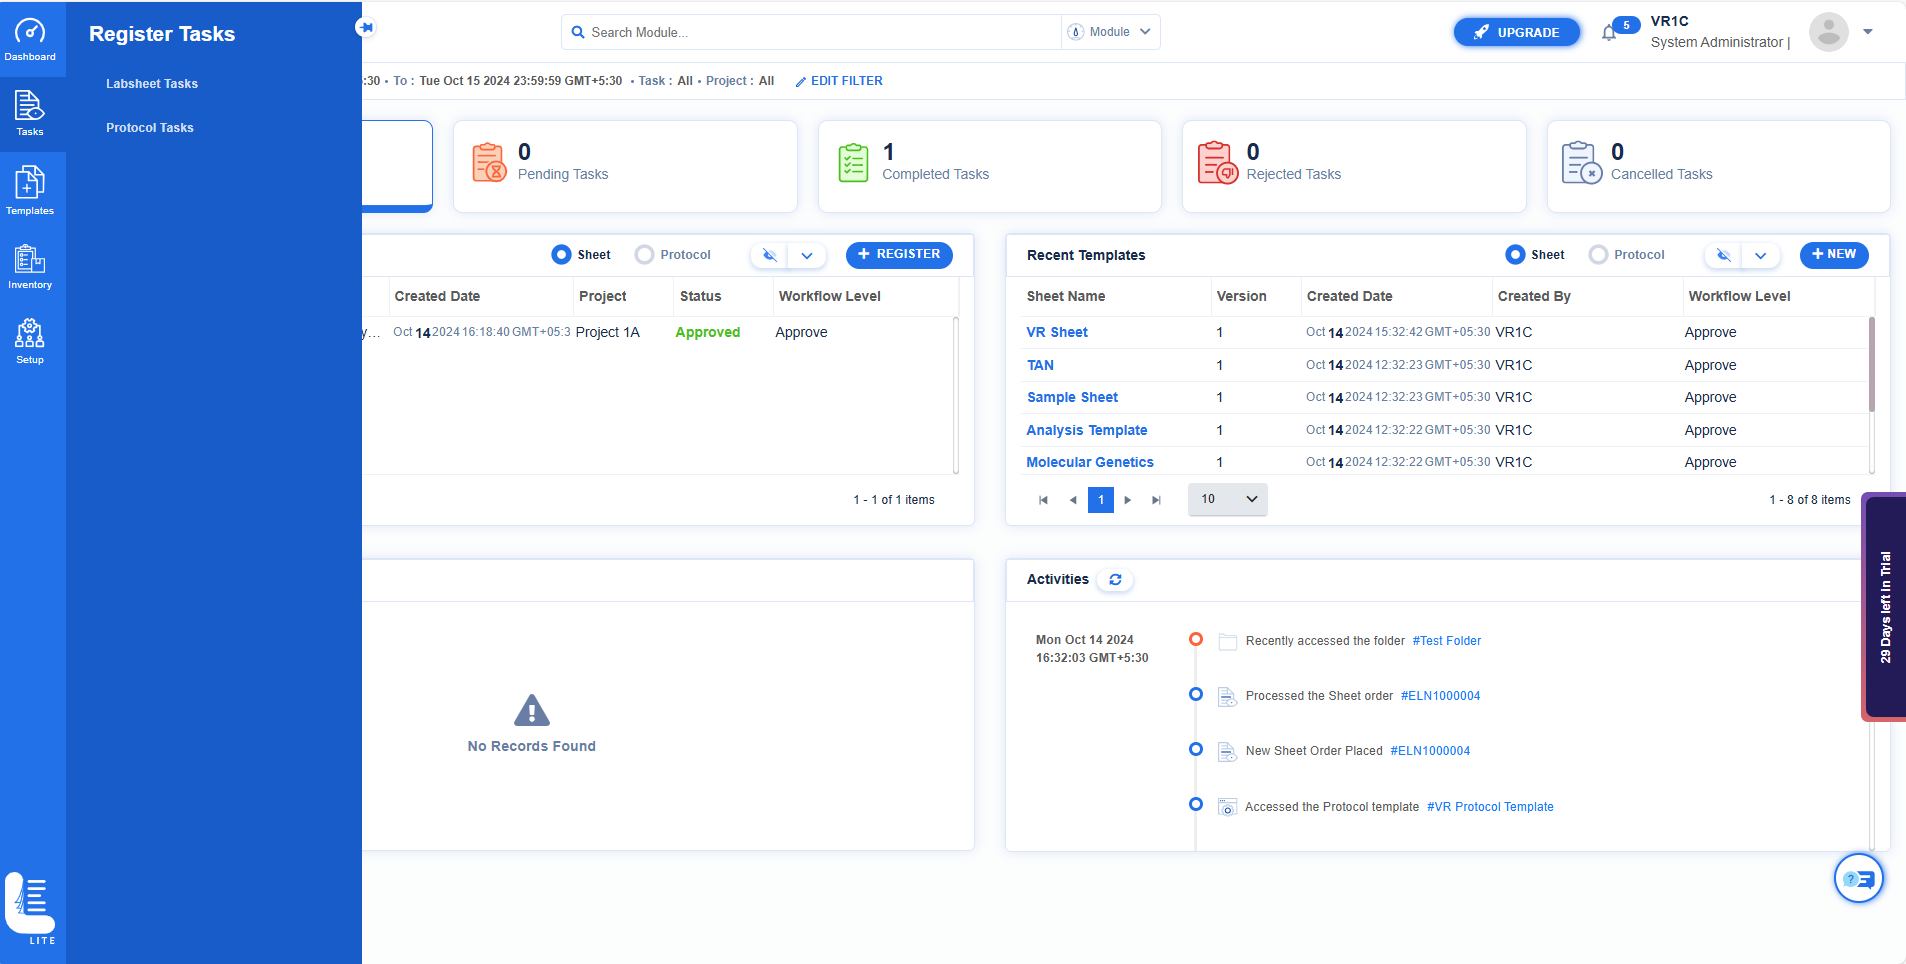 Register Tasks
Labsheet Tasks
Protocol Tasks
Dashboard
Tasks
Templates
Inventory
Setup
LITE
Search Module...
Module
UPGRADE
5
VR1C
System Administrator |
:30 • To : Tue Oct 15 2024 23:59:59 GMT+5:30 • Task : All • Project : All EDIT FILTER
0
Pending Tasks
1
Completed Tasks
0
Rejected Tasks
0
Cancelled Tasks
Sheet Protocol + REGISTER
Created Date Project Status Workflow Level
y... Oct 14 2024 16:18:40 GMT+05:3 Project 1A Approved Approve
1 - 1 of 1 items
Recent Templates Sheet Protocol + NEW
Sheet Name Version Created Date Created By Workflow Level
VR Sheet 1 Oct 14 2024 15:32:42 GMT+05:30 VR1C Approve
TAN 1 Oct 14 2024 12:32:23 GMT+05:30 VR1C Approve
Sample Sheet 1 Oct 14 2024 12:32:23 GMT+05:30 VR1C Approve
Analysis Template 1 Oct 14 2024 12:32:22 GMT+05:30 VR1C Approve
Molecular Genetics 1 Oct 14 2024 12:32:22 GMT+05:30 VR1C Approve
1 10 1 - 8 of 8 items
No Records Found
Activities
Mon Oct 14 2024
16:32:03 GMT+5:30
Recently accessed the folder #Test Folder
Processed the Sheet order #ELN1000004
New Sheet Order Placed #ELN1000004
Accessed the Protocol template #VR Protocol Template
29 Days left in Trial